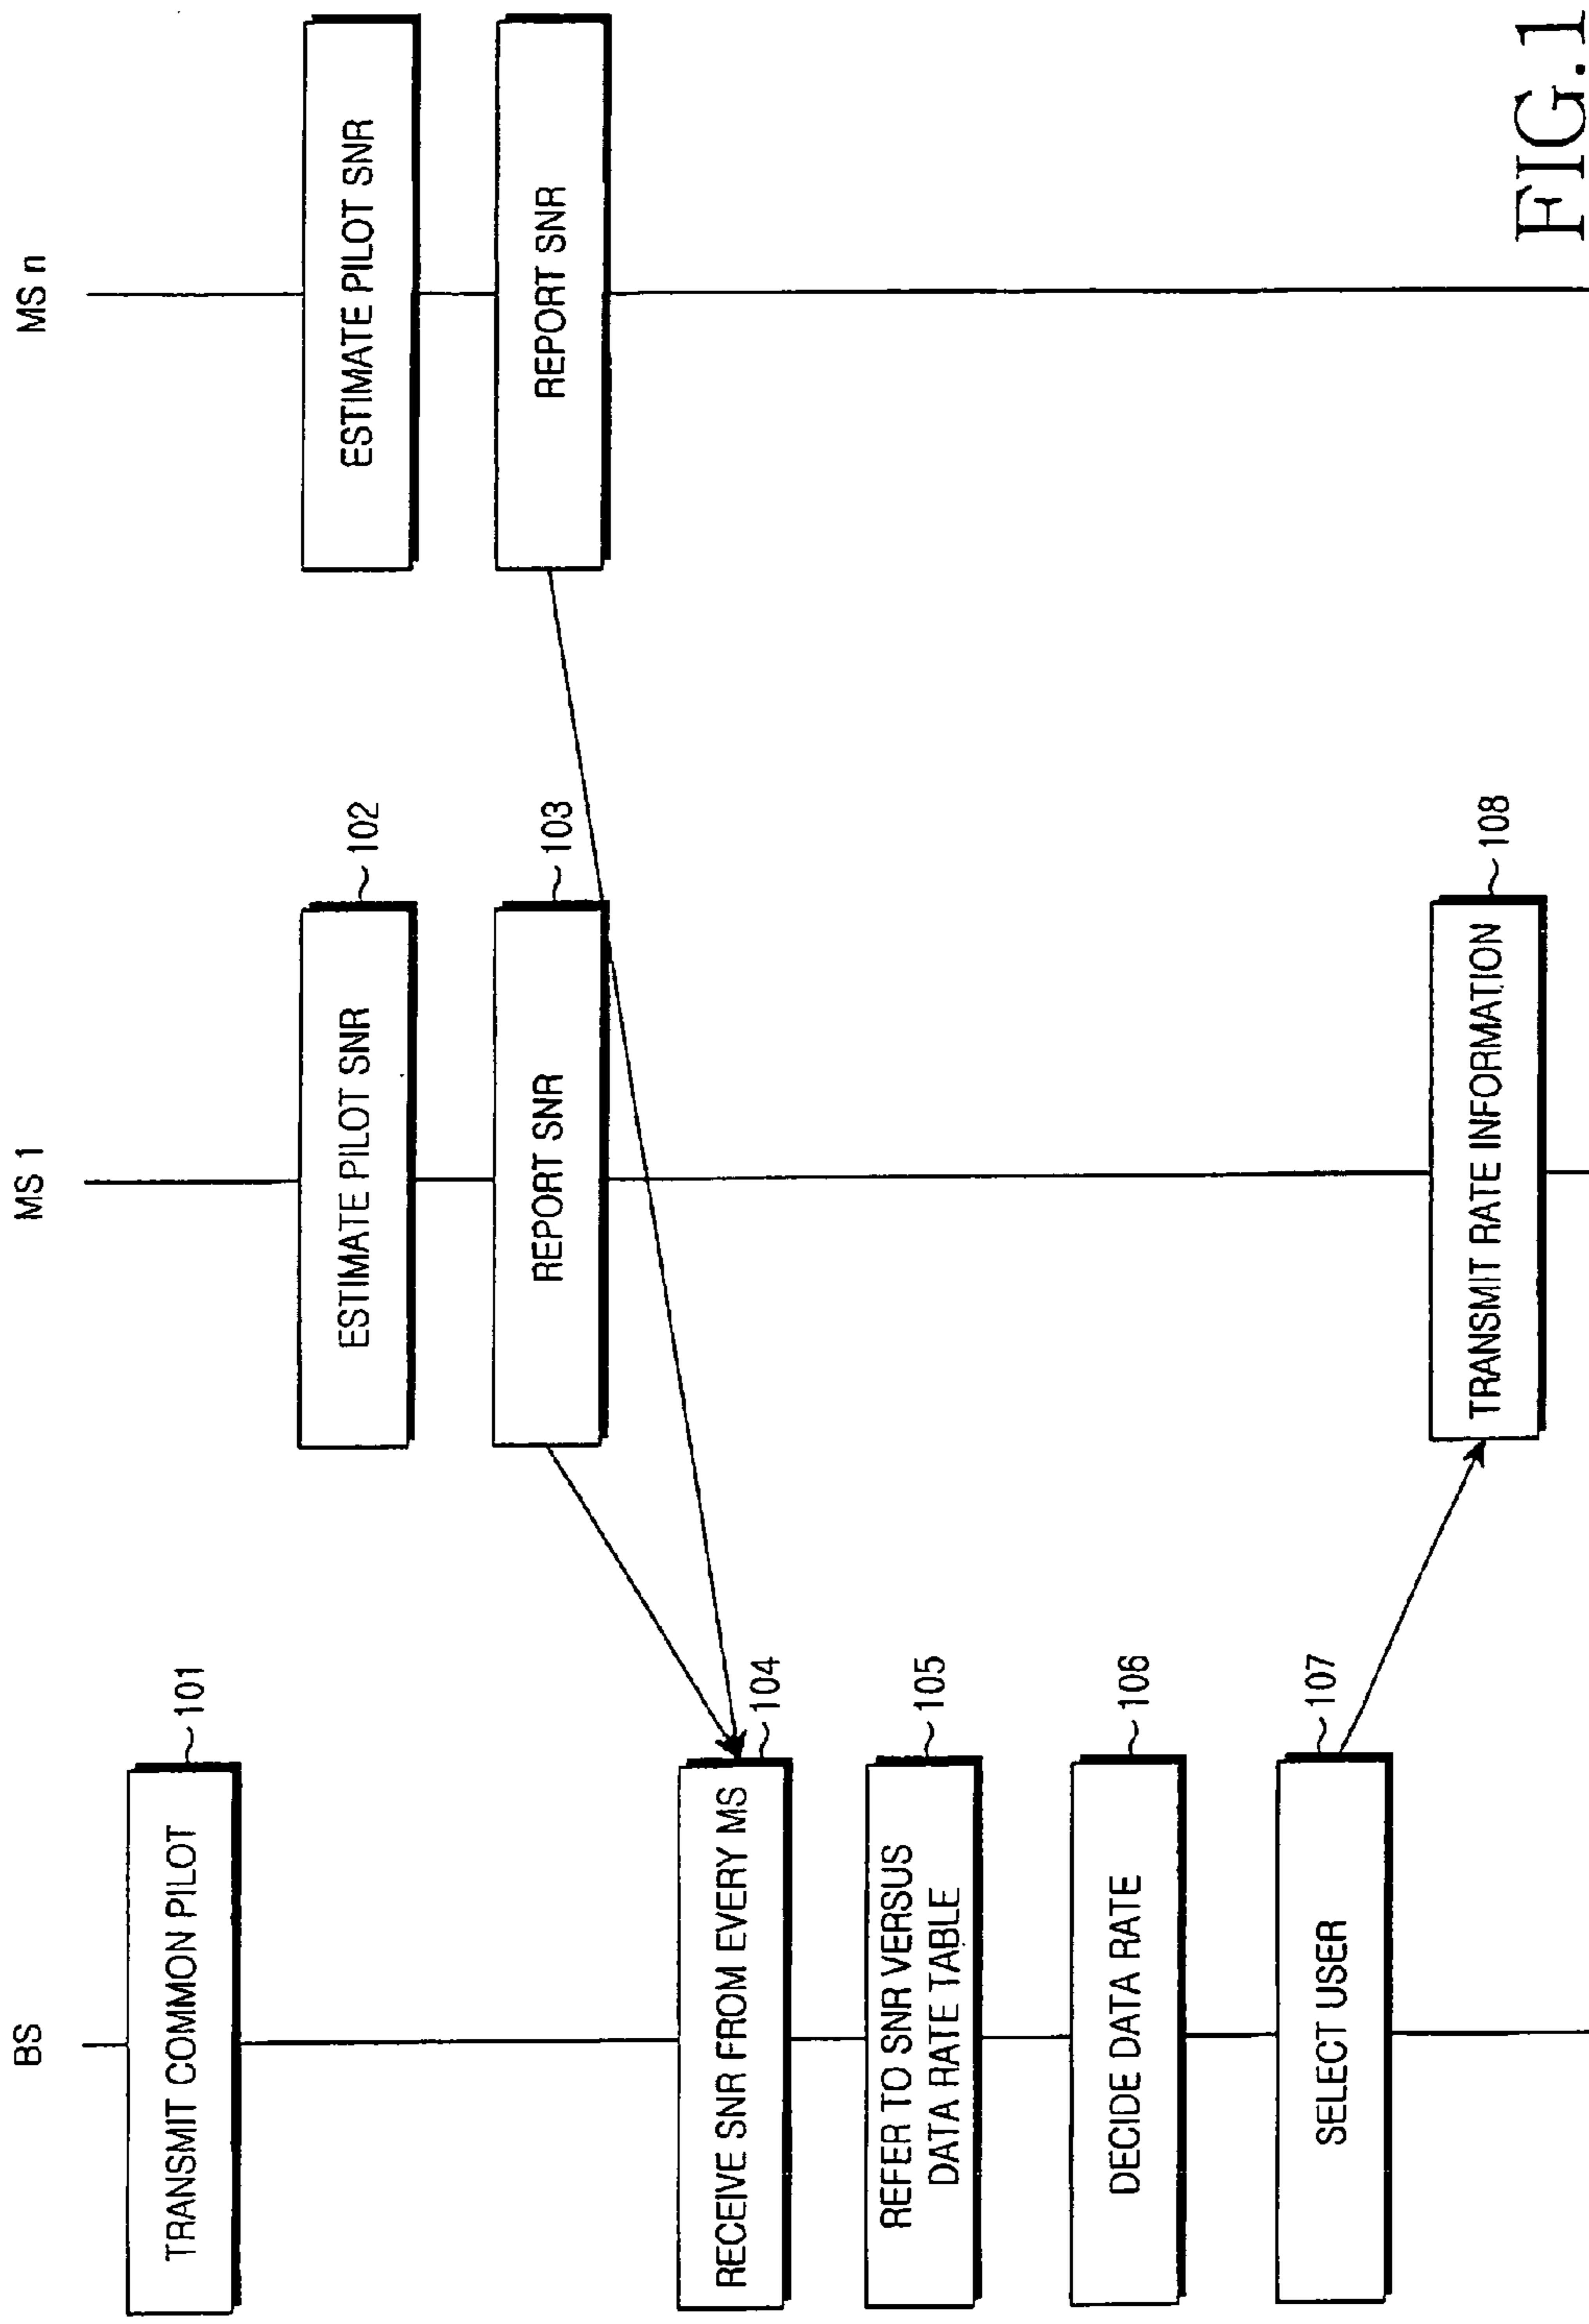 BS
MS 1
MS n
TRANSMIT COMMON PILOT
~101
ESTIMATE PILOT SNR
~102
ESTIMATE PILOT SNR
REPORT SNR
~103
REPORT SNR
RECEIVE SNR FROM EVERY MS
~104
REFER TO SNR VERSUS
DATA RATE TABLE
~105
DECIDE DATA RATE
~106
SELECT USER
~107
TRANSMIT RATE INFORMATION
~108
FIG.1